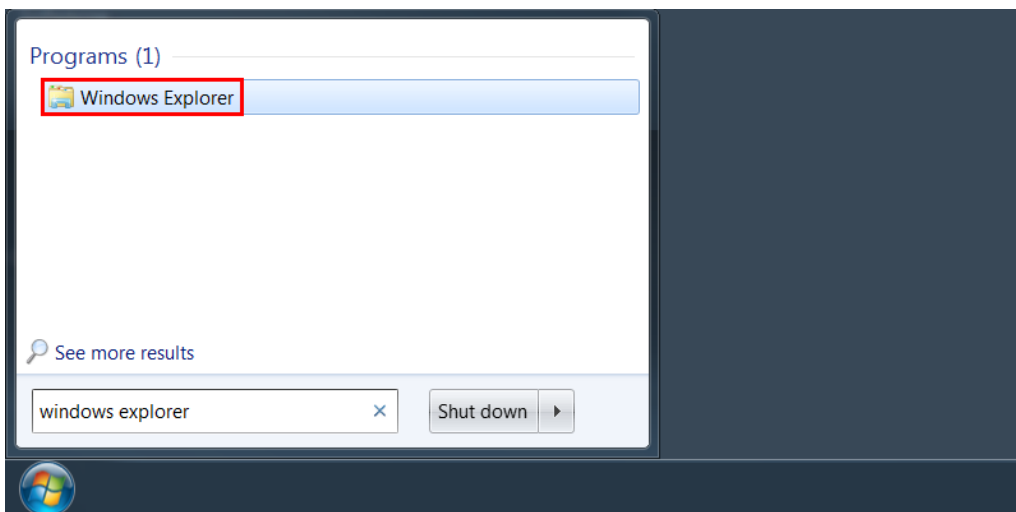 Programs (1)
Windows Explorer
See more results
windows explorer
Shut down